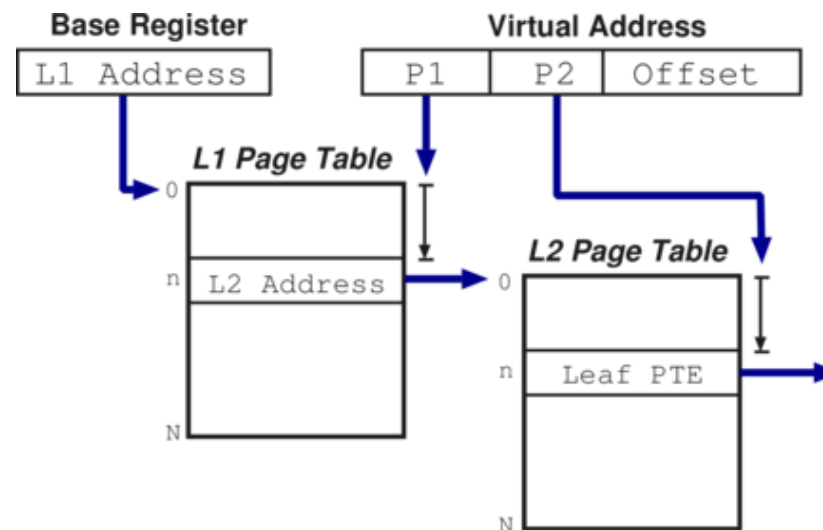 Base Register
Virtual Address
L1 Address
P1
P2
Offset
L1 Page Table
0
n
L2 Address
N
L2 Page Table
0
n
Leaf PTE
N